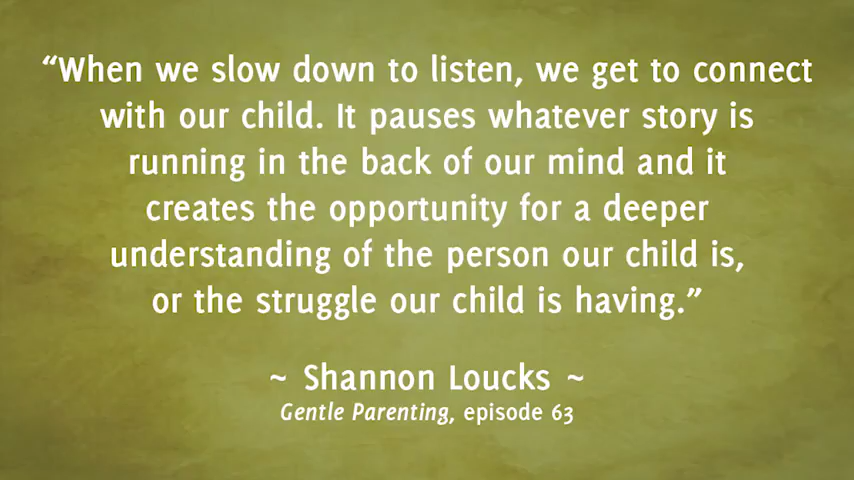 “When we slow down to listen, we get to connect
with our child. It pauses whatever story is
running in the back of our mind and it
creates the opportunity for a deeper
understanding of the person our child is,
or the struggle our child is having.”
~ Shannon Loucks ~
Gentle Parenting, episode 63